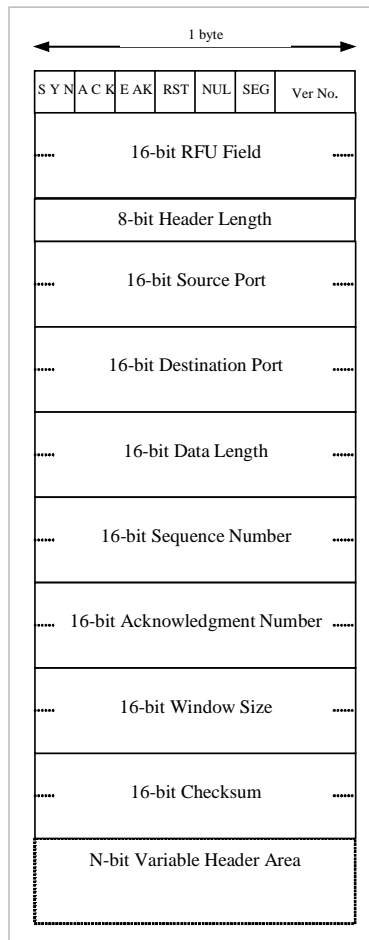 1 byte
S Y N A C K E AK RST NUL SEG Ver No.
16-bit RFU Field
8-bit Header Length
16-bit Source Port
16-bit Destination Port
16-bit Data Length
16-bit Sequence Number
16-bit Acknowledgment Number
16-bit Window Size
16-bit Checksum
N-bit Variable Header Area